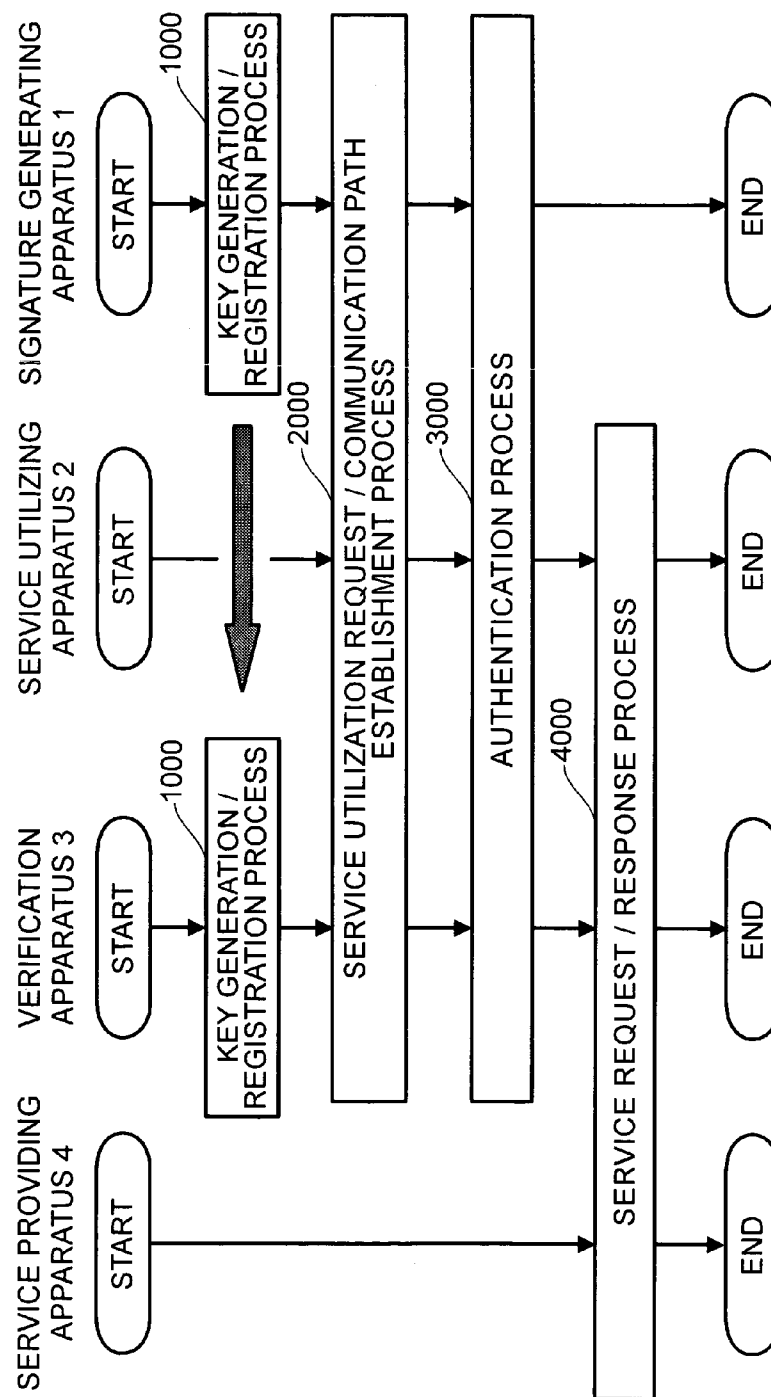 SERVICE PROVIDING
APPARATUS 4
VERIFICATION
APPARATUS 3
SERVICE UTILIZING
APPARATUS 2
SIGNATURE GENERATING
APPARATUS 1
START
START
START
START
1000
KEY GENERATION /
REGISTRATION PROCESS
1000
KEY GENERATION /
REGISTRATION PROCESS
2000
SERVICE UTILIZATION REQUEST / COMMUNICATION PATH
ESTABLISHMENT PROCESS
3000
AUTHENTICATION PROCESS
4000
SERVICE REQUEST / RESPONSE PROCESS
END
END
END
END